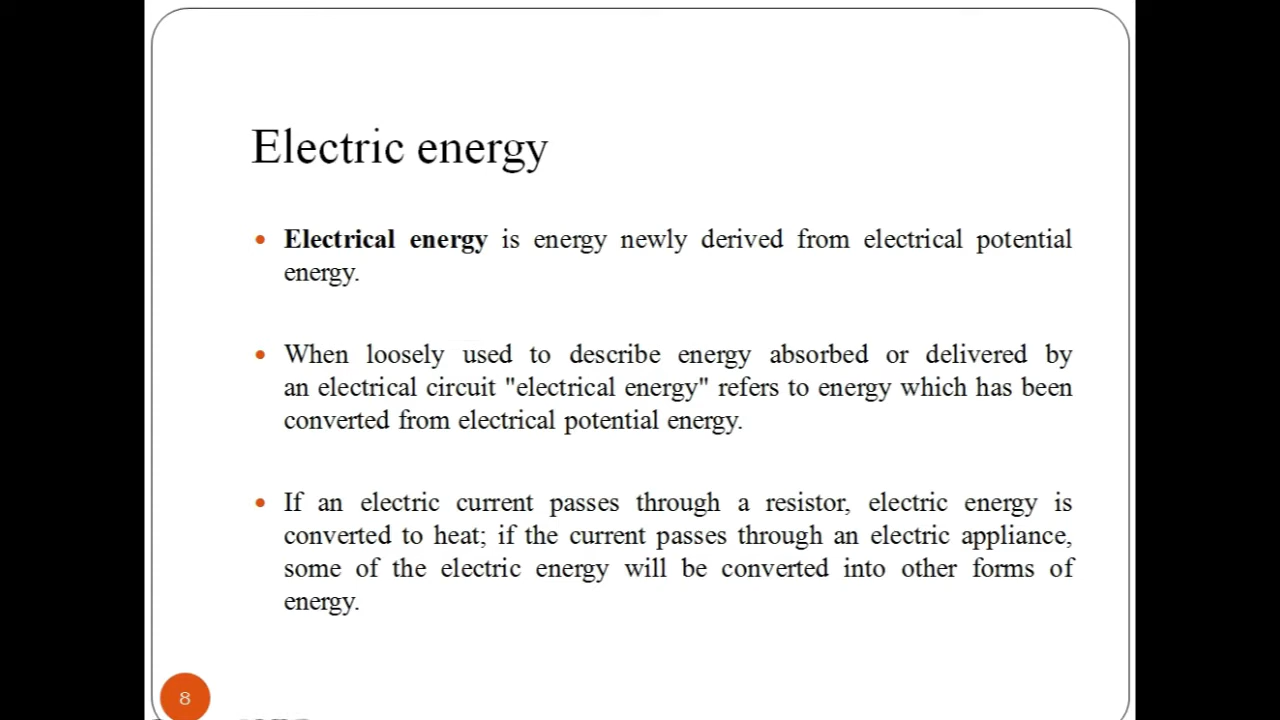 Electric energy
Electrical energy is energy newly derived from electrical potential
energy.
When loosely used to describe energy absorbed or delivered by
an electrical circuit "electrical energy" refers to energy which has been
converted from electrical potential energy.
If an electric current passes through a resistor, electric energy is
converted to heat; if the current passes through an electric appliance,
some of the electric energy will be converted into other forms of
energy.
8